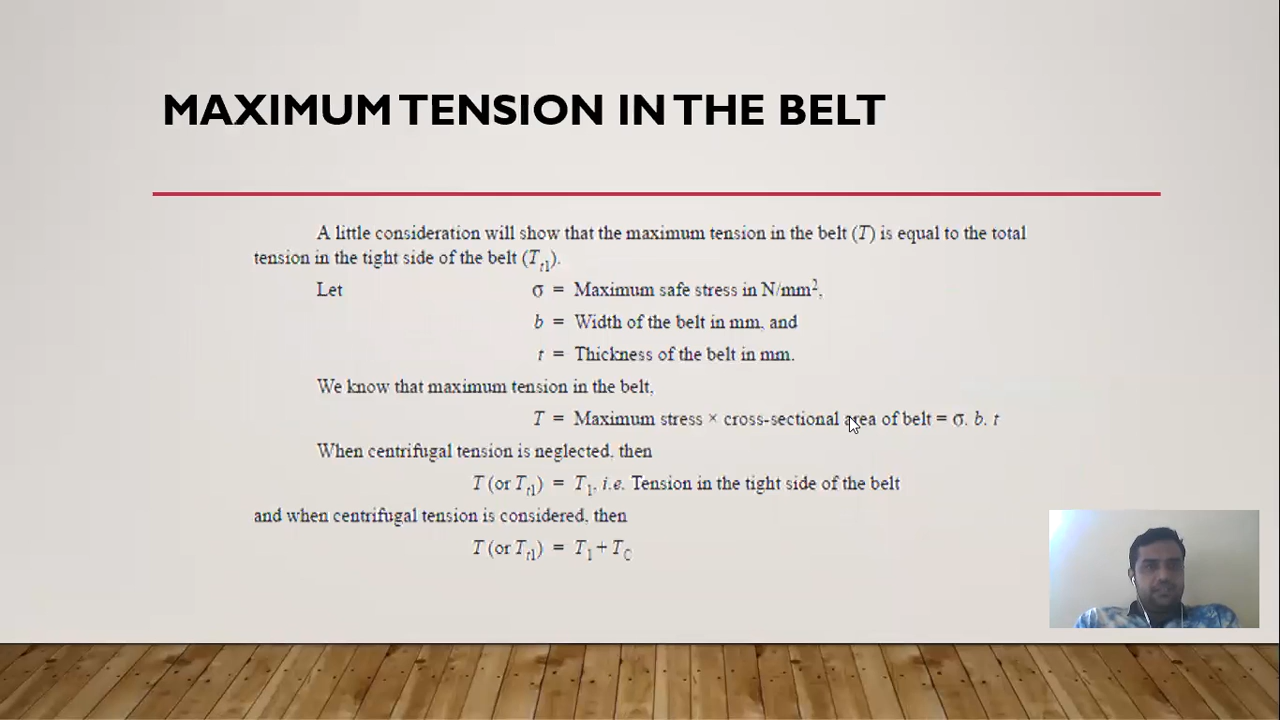 MAXIMUM TENSION IN THE BELT
A little consideration will show that the maximum tension in the belt (T) is equal to the total
tension in the tight side of the belt (Tt1).
Let σ = Maximum safe stress in N/mm²,
b = Width of the belt in mm, and
t = Thickness of the belt in mm.
We know that maximum tension in the belt,
T = Maximum stress × cross-sectional area of belt = σ. b. t
When centrifugal tension is neglected, then
T (or Tt1) = T1, i.e. Tension in the tight side of the belt
and when centrifugal tension is considered, then
T (or Tt1) = T1 + TC